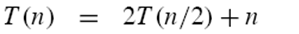 T(n) = 2T(n/2) + n